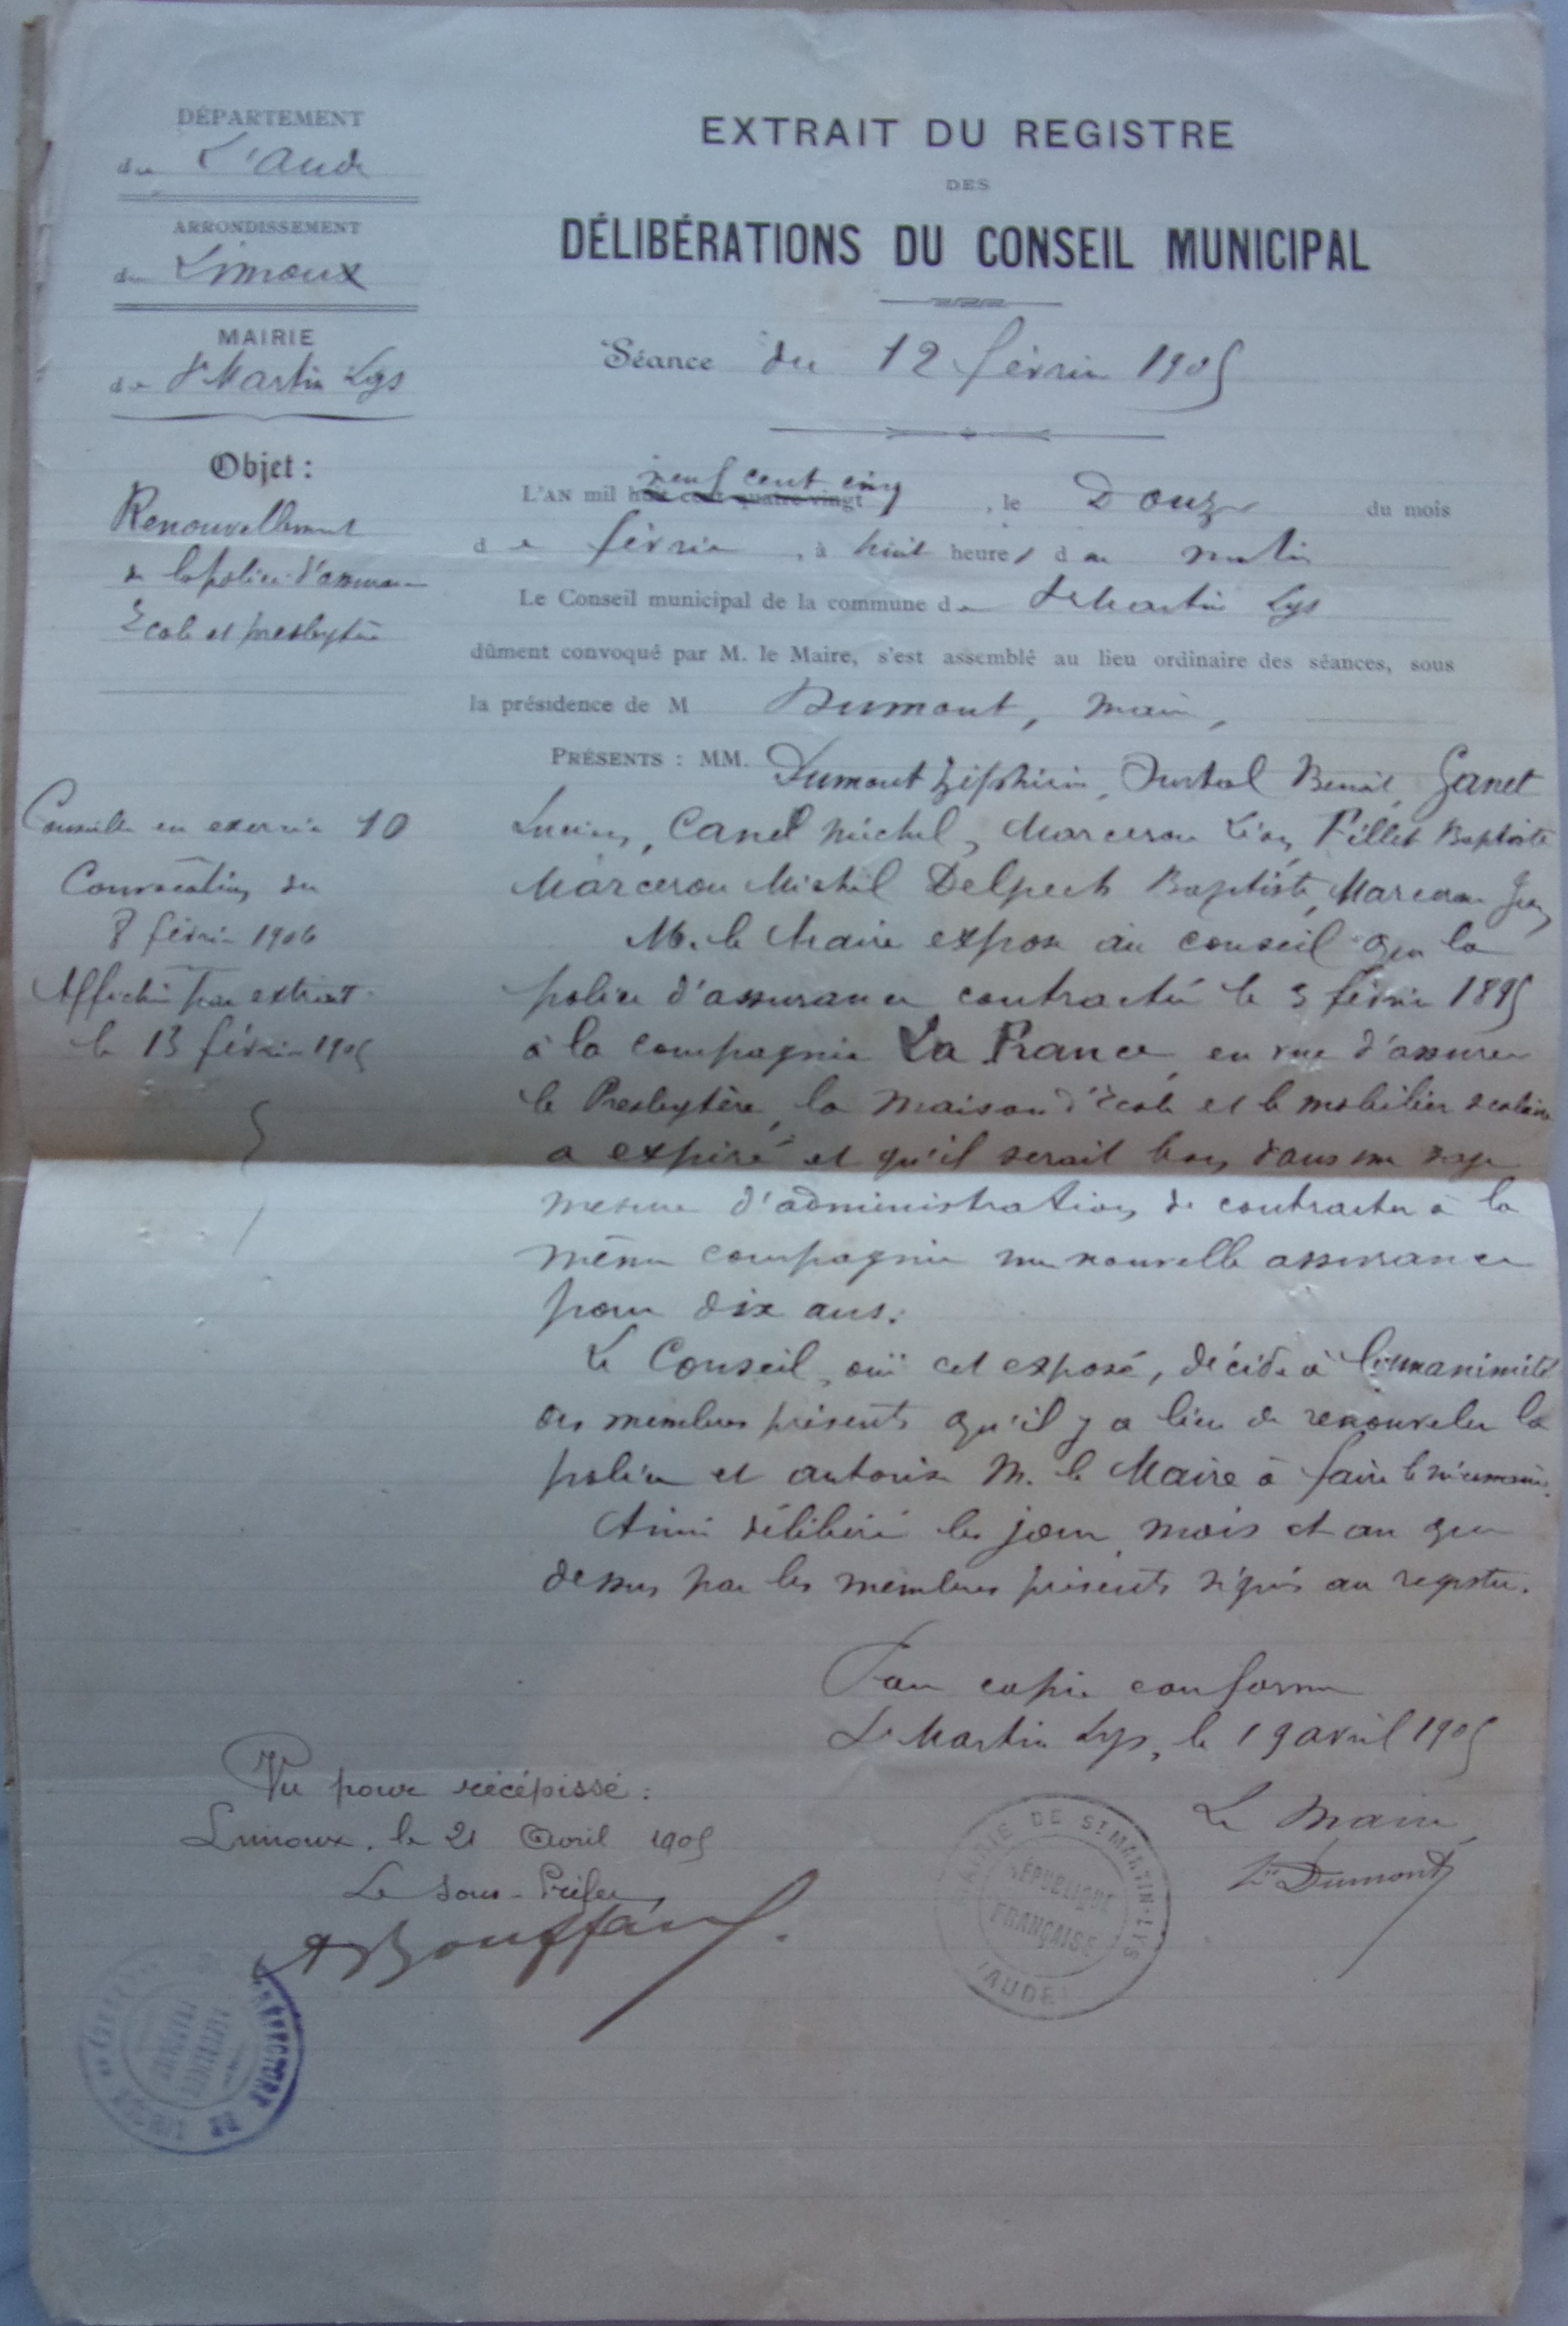 DÉPARTEMENT
de L'Aude
ARRONDISSEMENT
de Limoux
MAIRIE
de St Martin Lys
Objet :
Renouvellement
de la police d'assurance
École et presbytère
Conseillers en exercice 10
Convocation du
8 février 1906
Affiché par extrait
le 13 février 1905
EXTRAIT DU REGISTRE
DES
DÉLIBÉRATIONS DU CONSEIL MUNICIPAL
Séance du 12 février 1905
neuf cent cinq
L'AN mil huit cent quatre-vingt , le Douze du mois
de février , à huit heures du matin
Le Conseil municipal de la commune de St Martin Lys
dûment convoqué par M. le Maire, s'est assemblé au lieu ordinaire des séances, sous
la présidence de M Dumont, maire,
PRÉSENTS : MM. Dumont Benoit, Ganet
Lucien, Canel Michel, Marceron Léon, Fillet Baptiste
Marceron Michel Delpech Baptiste, Marceron Jean
M. le Maire expose au conseil que la
police d'assurance contractée le 3 février 1895
à la compagnie La France, en vue d'assurer
le Presbytère, la maison d'école et le mobilier scolaire
a expiré et qu'il serait bon, dans une sage
mesure d'administration, de contracter à la
même compagnie une nouvelle assurance
pour dix ans.
Le Conseil, ouï cet exposé, décide à l'unanimité
des membres présents qu'il y a lieu de renouveler la
police et autorise M. le Maire à faire le nécessaire.
Ainsi délibéré les jour, mois et an que
dessus par les membres présents signés au registre.
Pour copie conforme
St Martin Lys, le 19 avril 1905
Le Maire
Dumont
Vu pour récépissé :
Limoux, le 21 Avril 1905
Le Sous-Préfet
MAIRIE DE ST MARTIN-LYS
RÉPUBLIQUE
FRANÇAISE
(AUDE)
PRÉFECTURE DE LIMOUX